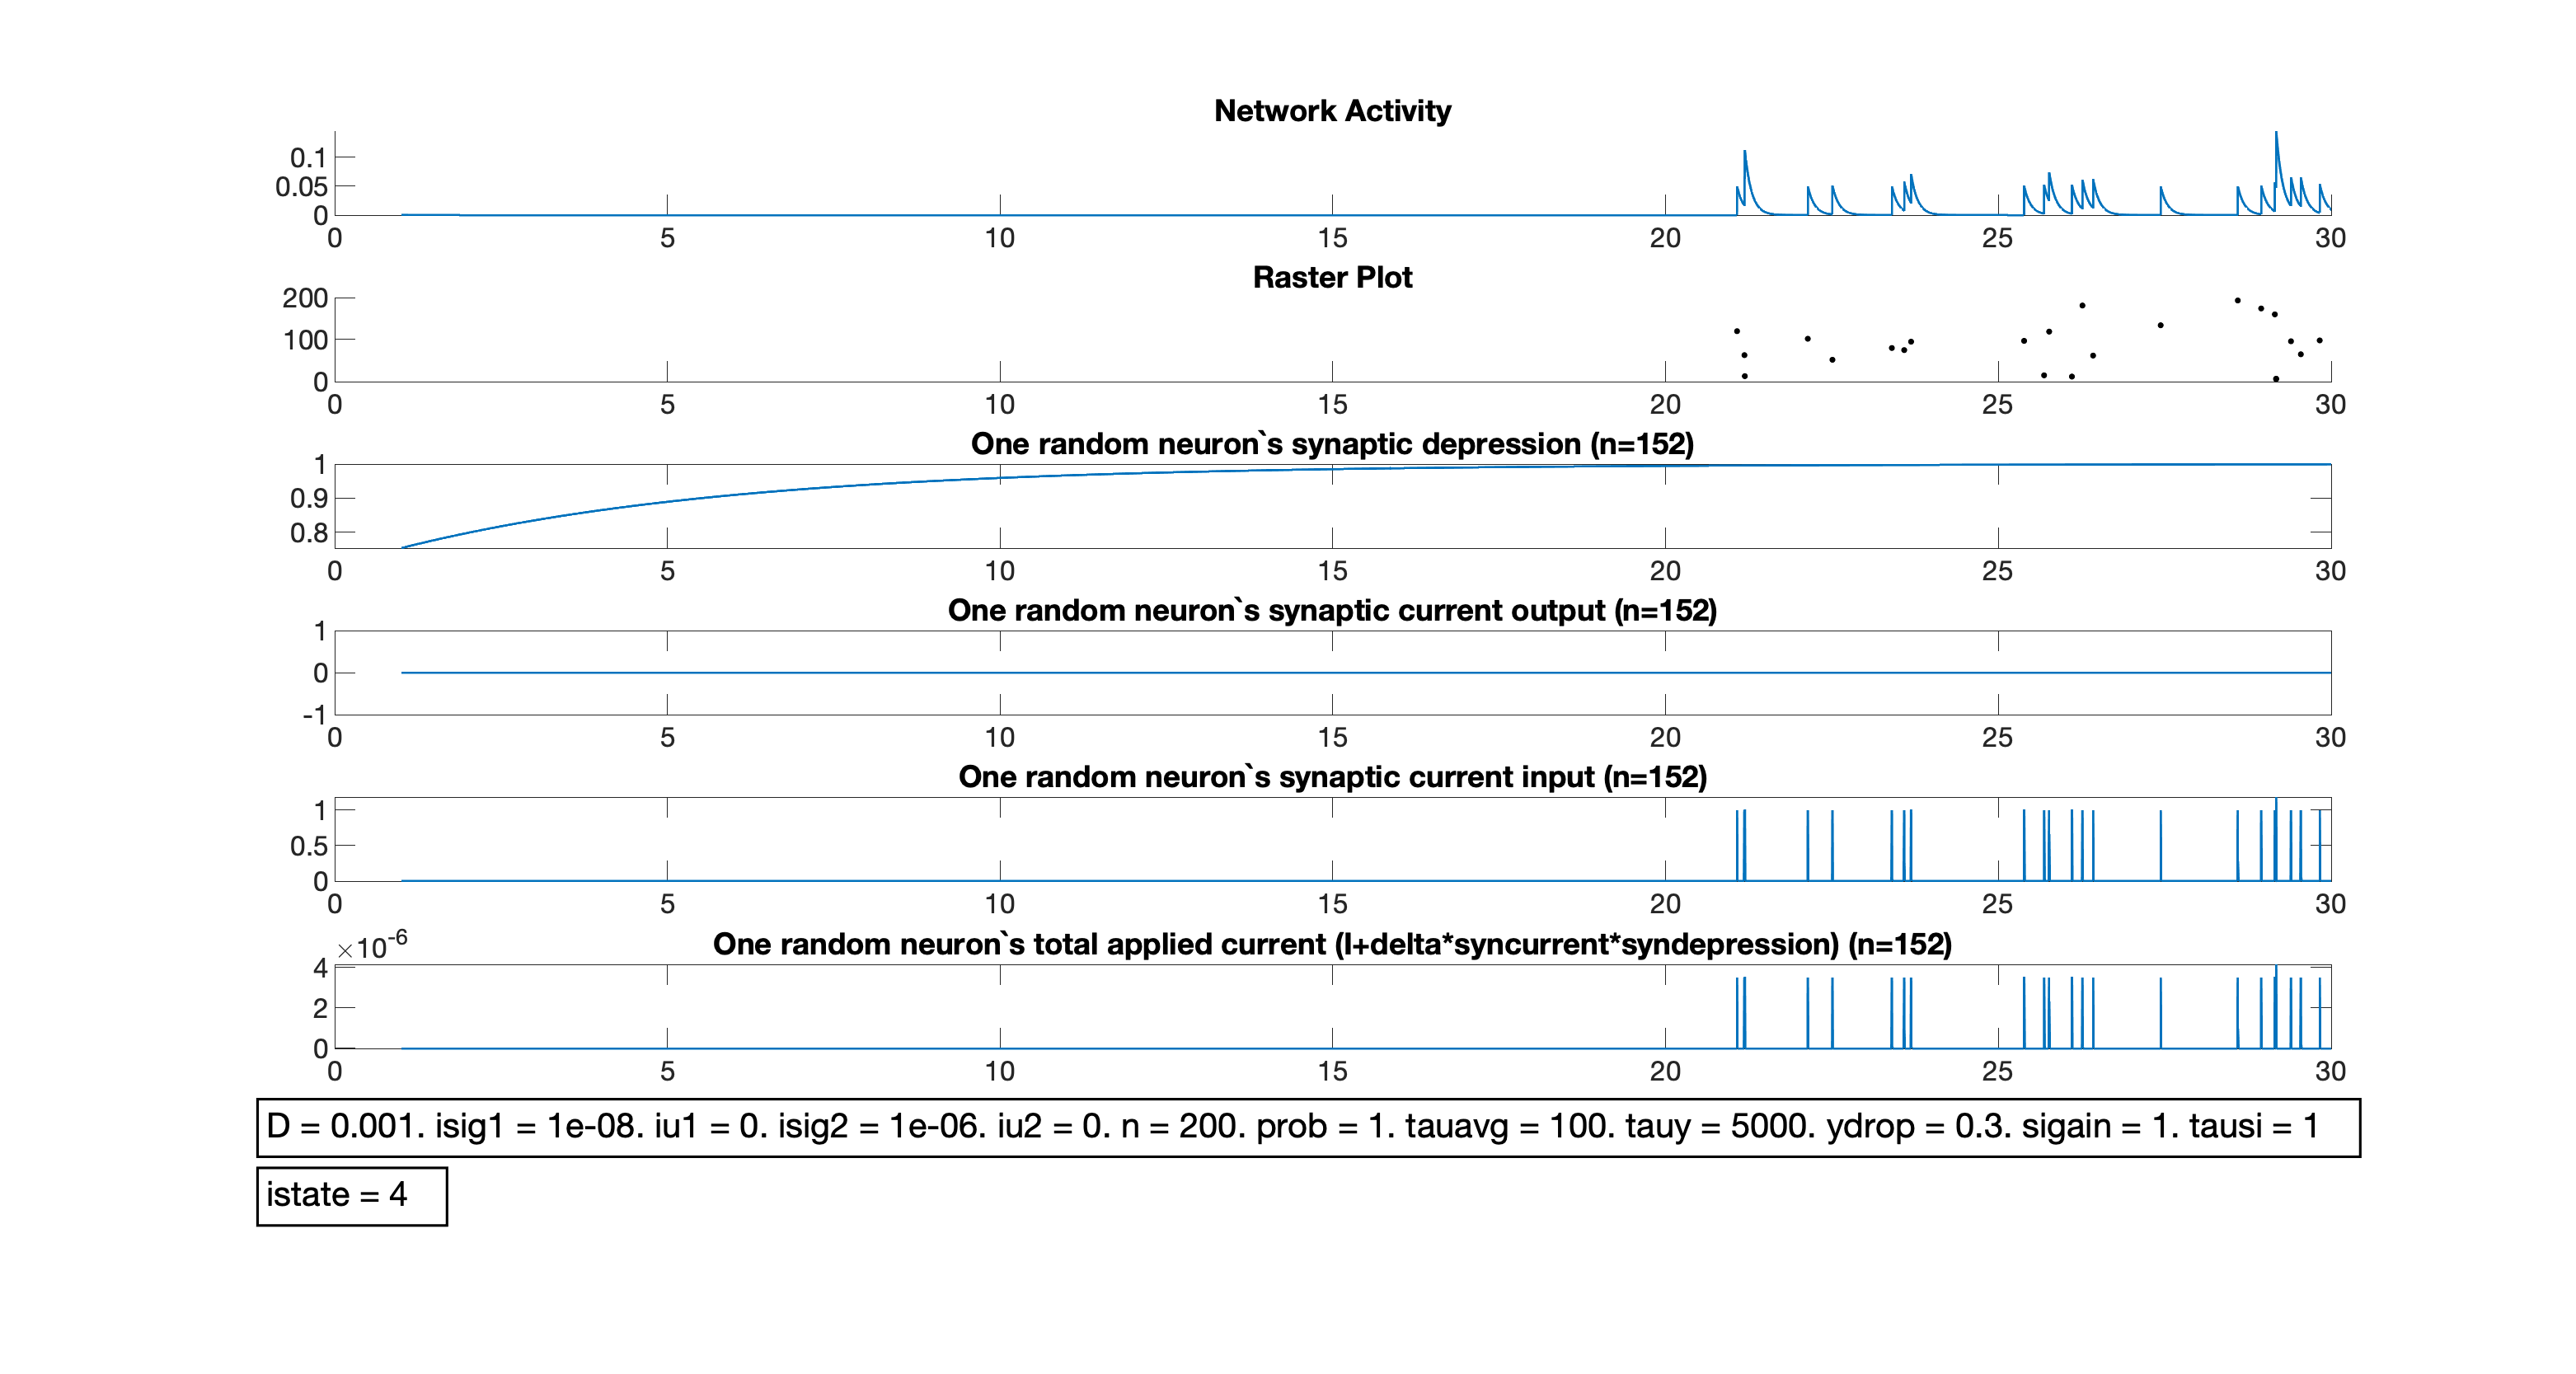 Network Activity
0.1
0.05
0
0 5 10 15 20 25 30
Raster Plot
200
100
0
0 5 10 15 20 25 30
One random neuron`s synaptic depression (n=152)
1
0.9
0.8
0 5 10 15 20 25 30
One random neuron`s synaptic current output (n=152)
1
0
-1
0 5 10 15 20 25 30
One random neuron`s synaptic current input (n=152)
1
0.5
0
0 5 10 15 20 25 30
×10-6 One random neuron`s total applied current (I+delta*syncurrent*syndepression) (n=152)
4
2
0
0 5 10 15 20 25 30
D = 0.001. isig1 = 1e-08. iu1 = 0. isig2 = 1e-06. iu2 = 0. n = 200. prob = 1. tauavg = 100. tauy = 5000. ydrop = 0.3. sigain = 1. tausi = 1
istate = 4